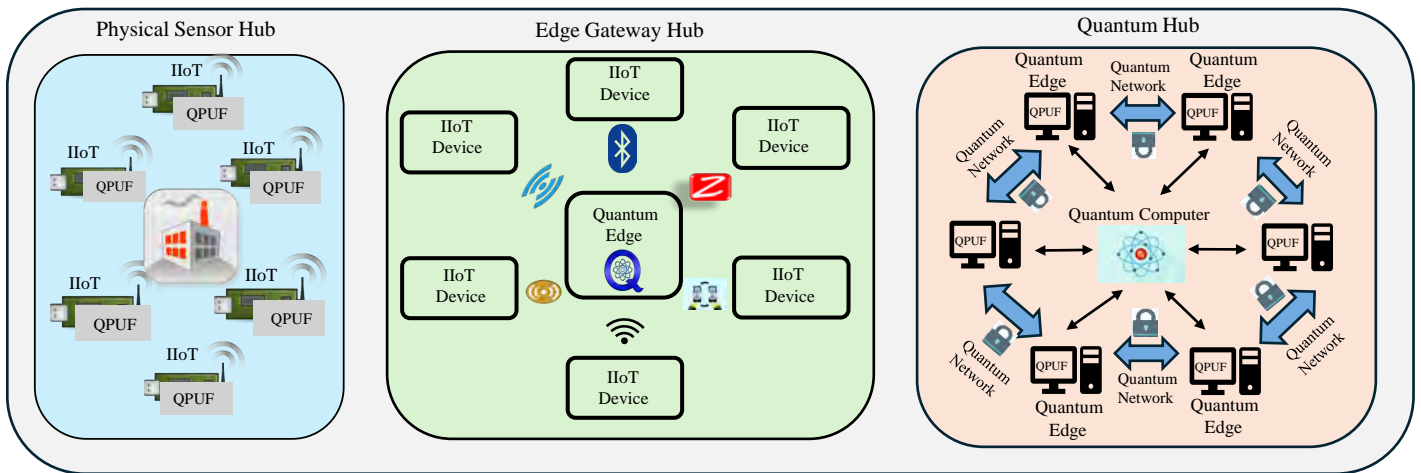 Physical Sensor Hub
IIoT
QPUF
IIoT
QPUF
IIoT
QPUF
IIoT
QPUF
IIoT
QPUF
IIoT
QPUF
Edge Gateway Hub
IIoT
Device
IIoT
Device
IIoT
Device
Z
Quantum
Edge
Q
IIoT
Device
IIoT
Device
IIoT
Device
Quantum Hub
Quantum
Edge
QPUF
Quantum
Network
Quantum
Edge
QPUF
Quantum
Network
Quantum
Network
Quantum Computer
QPUF
QPUF
Quantum
Network
Quantum
Network
QPUF
Quantum
Edge
Quantum
Network
QPUF
Quantum
Edge